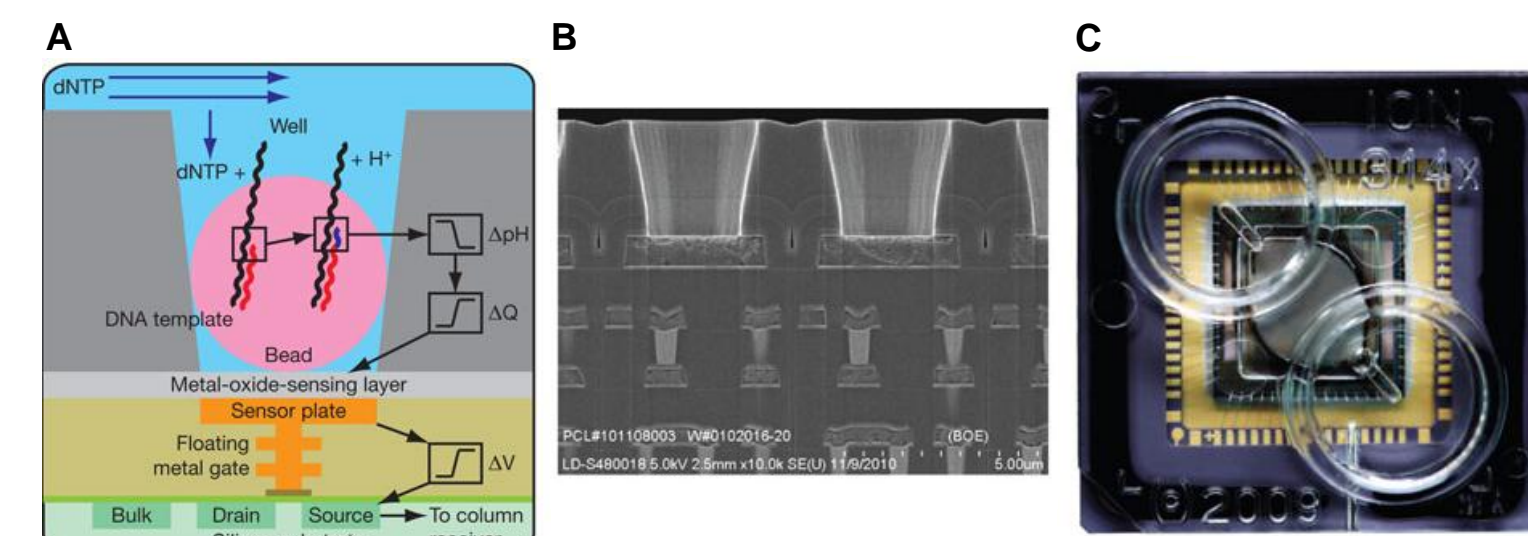 A
dNTP
Well
dNTP +
+ H⁺
ΔpH
ΔQ
DNA template
Bead
Metal-oxide-sensing layer
Sensor plate
Floating
metal gate
ΔV
Bulk
Drain
Source
To column
B
PCL#101108003 W#0102016-20 (BOE)
LD-S480018 5.0kV 2.5mm x10.0k SE(U) 11/9/2010 5.00um
C
ION
314x
© 2009